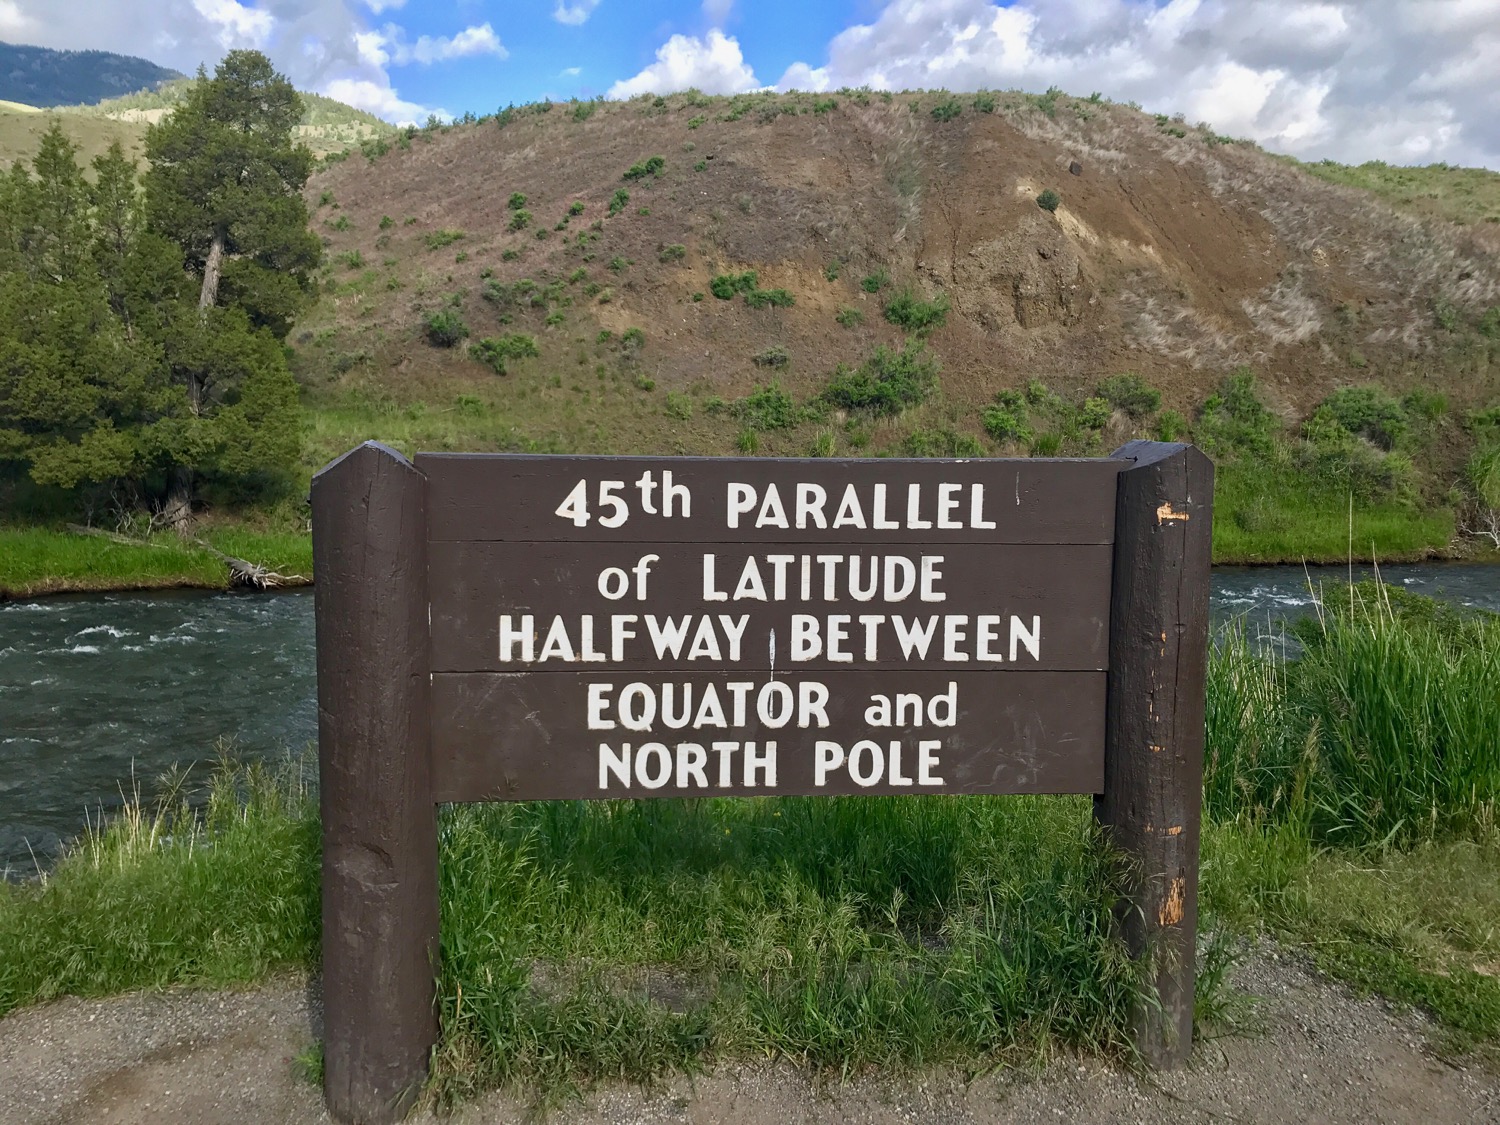 45th PARALLEL
of LATITUDE
HALFWAY BETWEEN
EQUATOR and
NORTH POLE